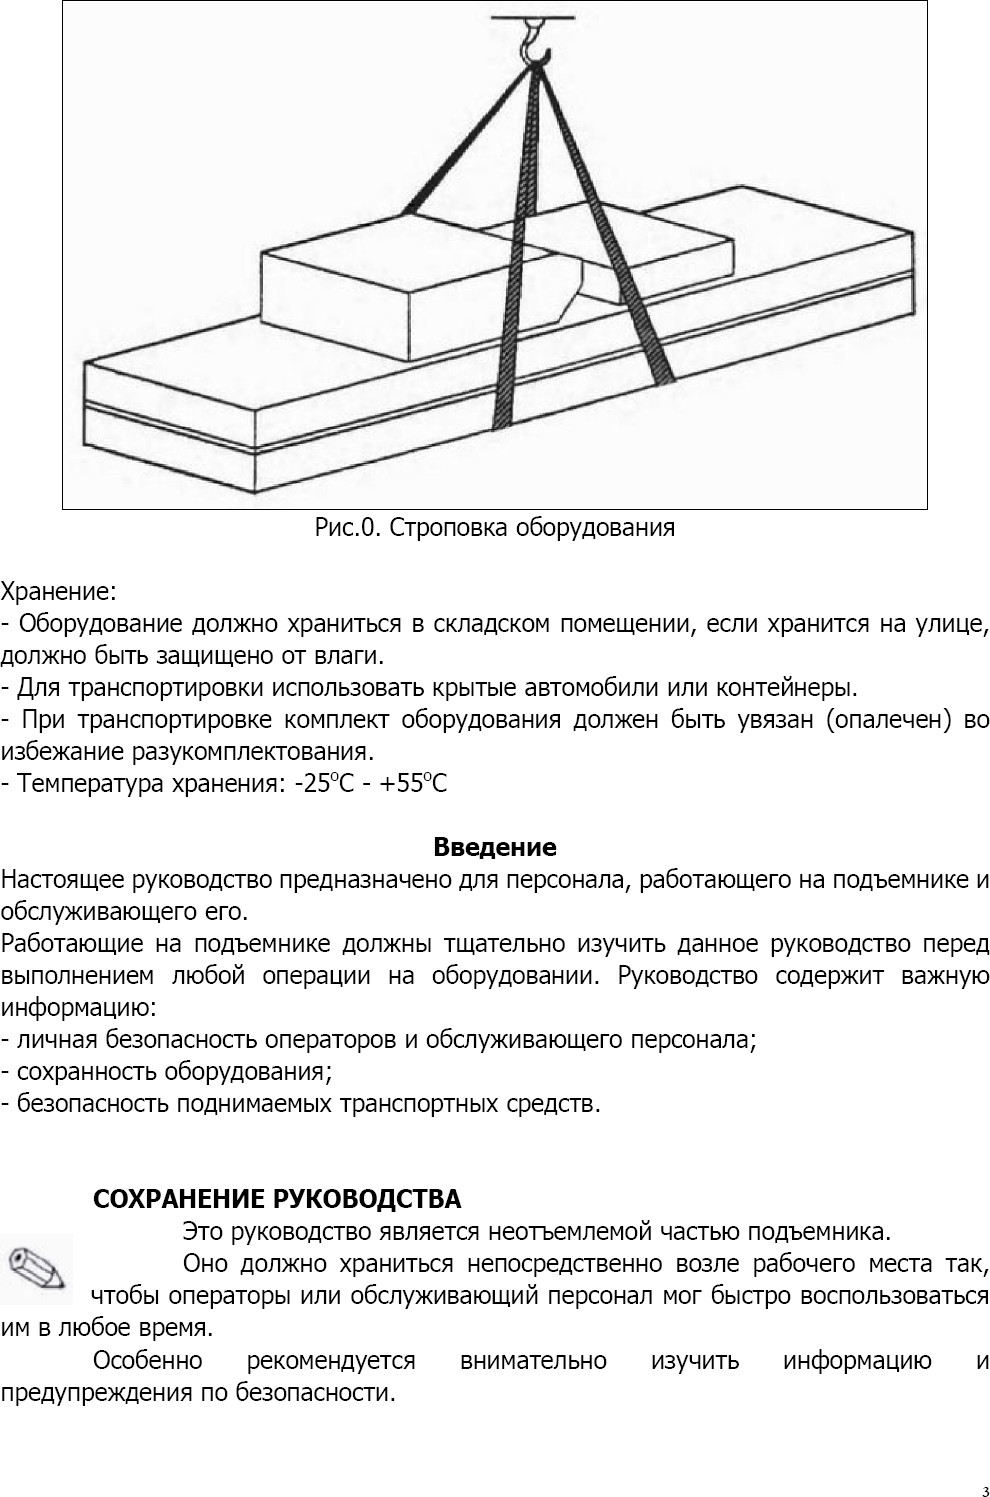 Рис.0. Строповка оборудования
Хранение:
- Оборудование должно храниться в складском помещении, если хранится на улице,
должно быть защищено от влаги.
- Для транспортировки использовать крытые автомобили или контейнеры.
- При транспортировке комплект оборудования должен быть увязан (опалечен) во
избежание разукомплектования.
- Температура хранения: -25⁰С - +55⁰С
Введение
Настоящее руководство предназначено для персонала, работающего на подъемнике и
обслуживающего его.
Работающие на подъемнике должны тщательно изучить данное руководство перед
выполнением любой операции на оборудовании. Руководство содержит важную
информацию:
- личная безопасность операторов и обслуживающего персонала;
- сохранность оборудования;
- безопасность поднимаемых транспортных средств.
СОХРАНЕНИЕ РУКОВОДСТВА
Это руководство является неотъемлемой частью подъемника.
Оно должно храниться непосредственно возле рабочего места так,
чтобы операторы или обслуживающий персонал мог быстро воспользоваться
им в любое время.
Особенно рекомендуется внимательно изучить информацию и
предупреждения по безопасности.
3